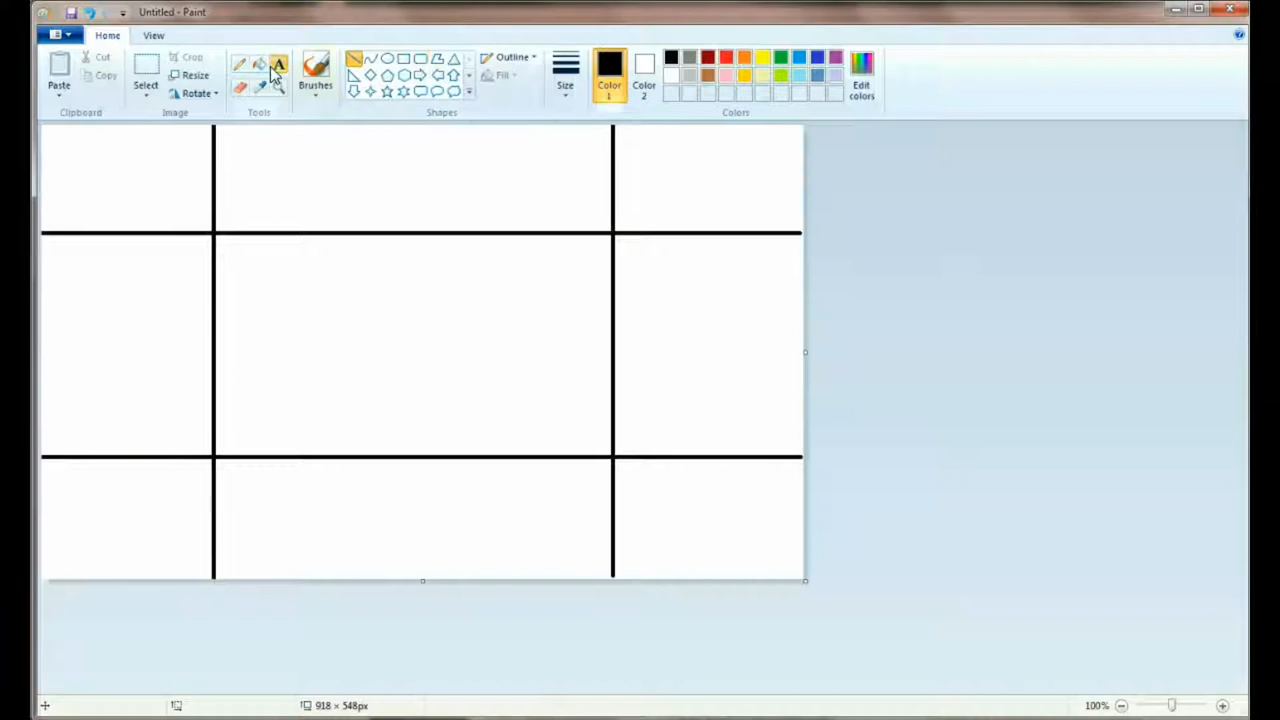 Untitled - Paint
Home View
Cut
Copy
Paste
Clipboard
Crop
Resize
Rotate
Select
Image
A
Tools
Brushes
Outline
Fill
Shapes
Size
Color 1
Color 2
Edit colors
Colors
918 × 548px
100%